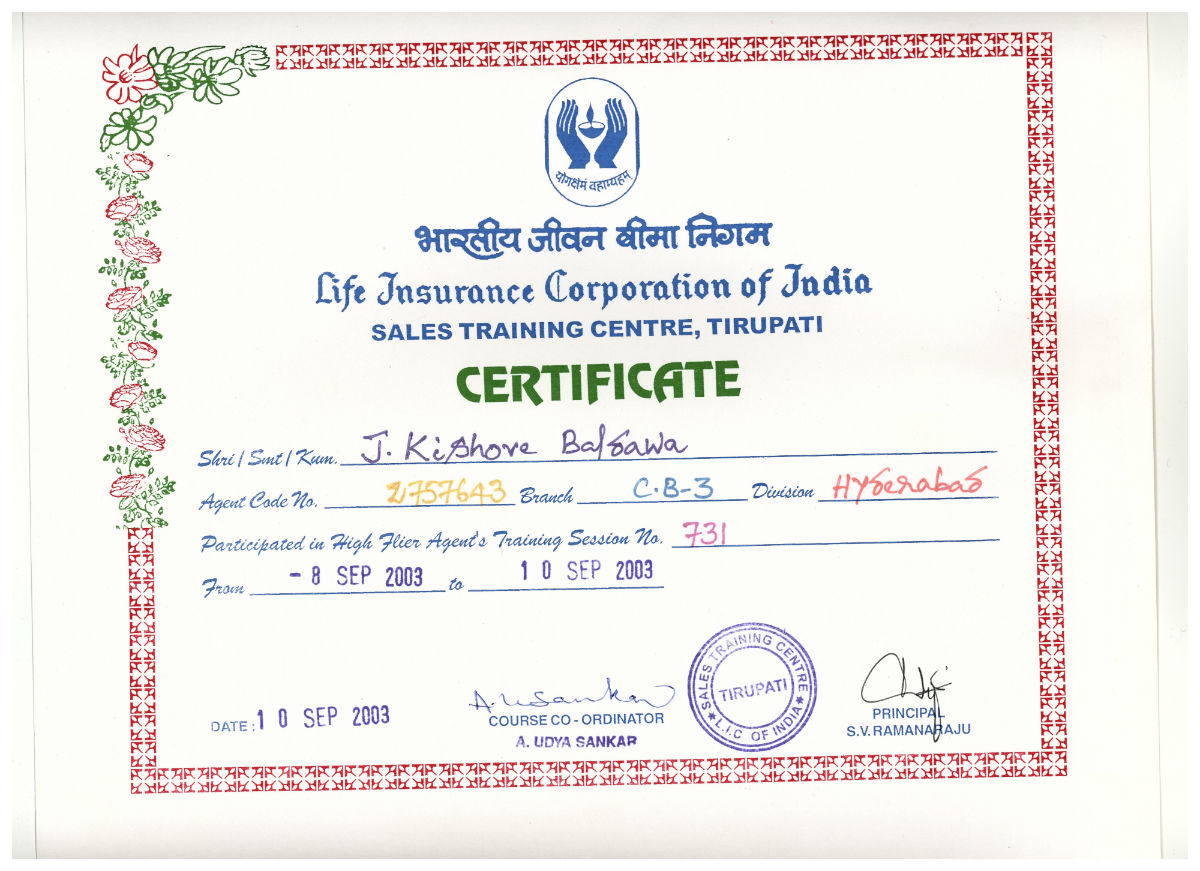 योगक्षेमं वहाम्यहम्
भारतीय जीवन बीमा निगम
Life Insurance Corporation of India
SALES TRAINING CENTRE, TIRUPATI
CERTIFICATE
Shri / Smt / Kum. J. Kishore
Agent Code No. 2757643 Branch C.B-3 Division Hyderabad
Participated in High Flier Agent's Training Session No. 731
From - 8 SEP 2003 to 10 SEP 2003
SALES TRAINING CENTRE
TIRUPATI
L.I.C OF INDIA
DATE : 10 SEP 2003
COURSE CO - ORDINATOR
A. UDYA SANKAR
PRINCIPAL
S.V. RAMANARAJU